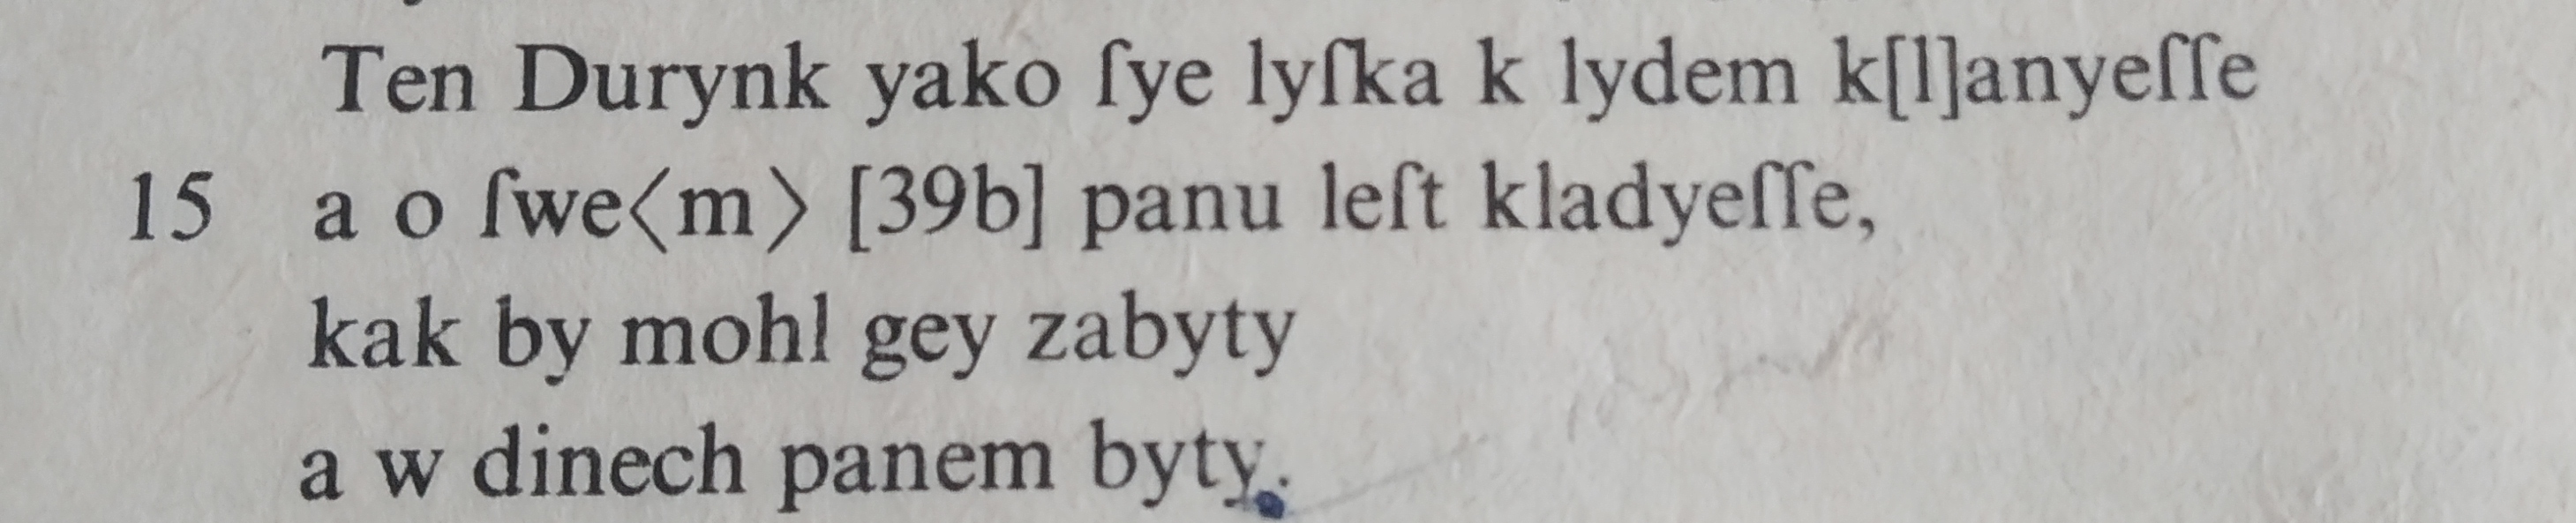 Ten Durynk yako ſye lyſka k lydem k[l]anyeſſe
15 a o ſwe⟨m⟩ [39b] panu leſt kladyeſſe,
kak by mohl gey zabyty
a w dinech panem byty.